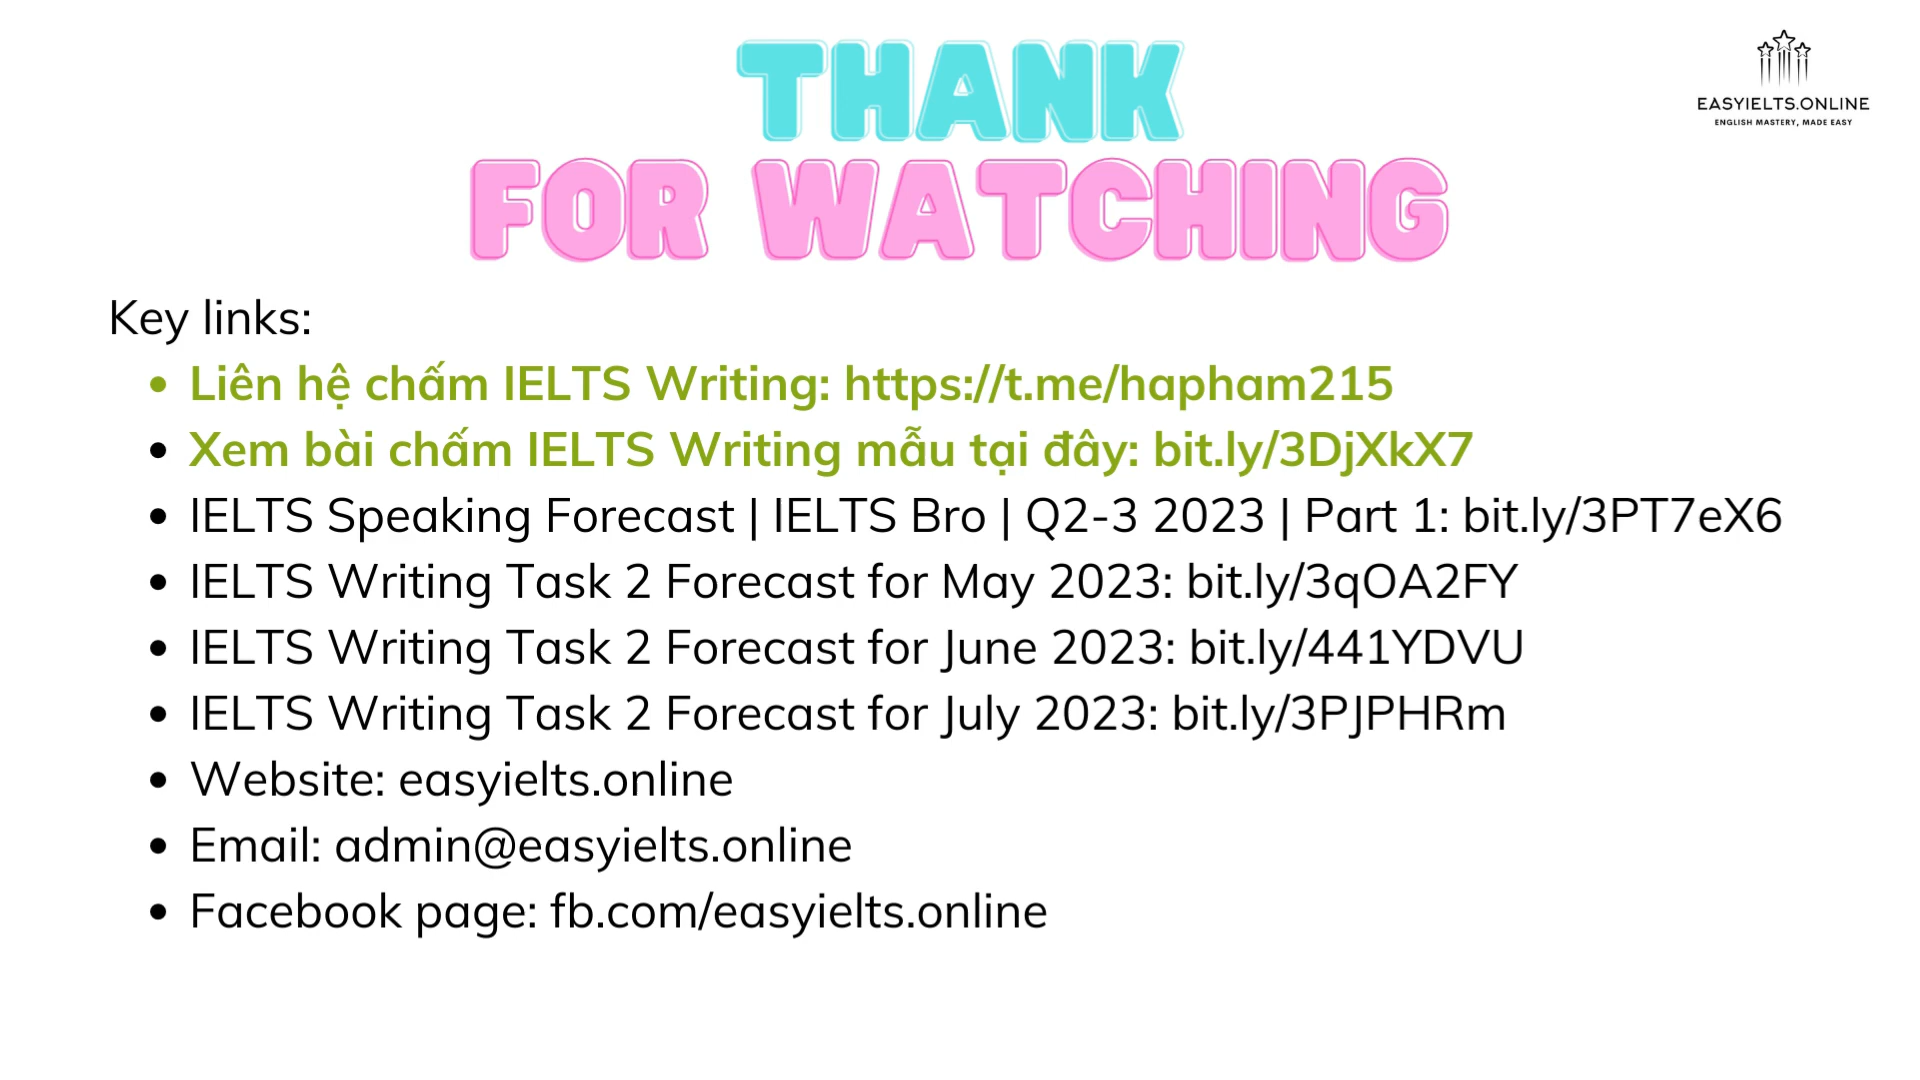 THANK
FOR WATCHING
EASYIELTS.ONLINE
ENGLISH MASTERY, MADE EASY
Key links:
• Liên hệ chấm IELTS Writing: https://t.me/hapham215
• Xem bài chấm IELTS Writing mẫu tại đây: bit.ly/3DjXkX7
• IELTS Speaking Forecast | IELTS Bro | Q2-3 2023 | Part 1: bit.ly/3PT7eX6
• IELTS Writing Task 2 Forecast for May 2023: bit.ly/3qOA2FY
• IELTS Writing Task 2 Forecast for June 2023: bit.ly/441YDVU
• IELTS Writing Task 2 Forecast for July 2023: bit.ly/3PJPHRm
• Website: easyielts.online
• Email: admin@easyielts.online
• Facebook page: fb.com/easyielts.online